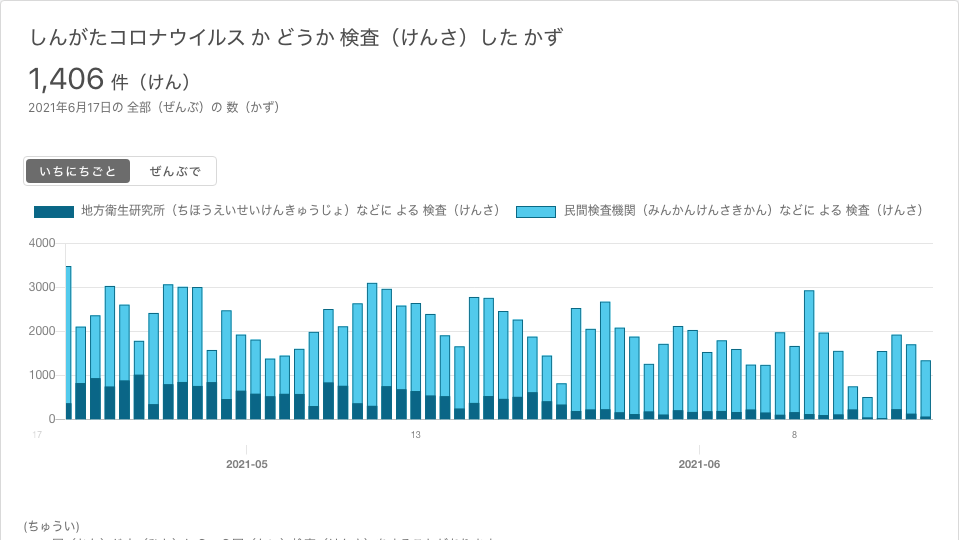 しんがたコロナウイルス か どうか 検査（けんさ）した かず
1,406 件（けん）
2021年6月17日の 全部（ぜんぶ）の 数（かず）
いちにちごと ぜんぶで
地方衛生研究所（ちほうえいせいけんきゅうじょ）などに よる 検査（けんさ） 民間検査機関（みんかんけんさきかん）などに よる 検査（けんさ）
4000
3000
2000
1000
0
17 13 8
2021-05 2021-06
(ちゅうい)